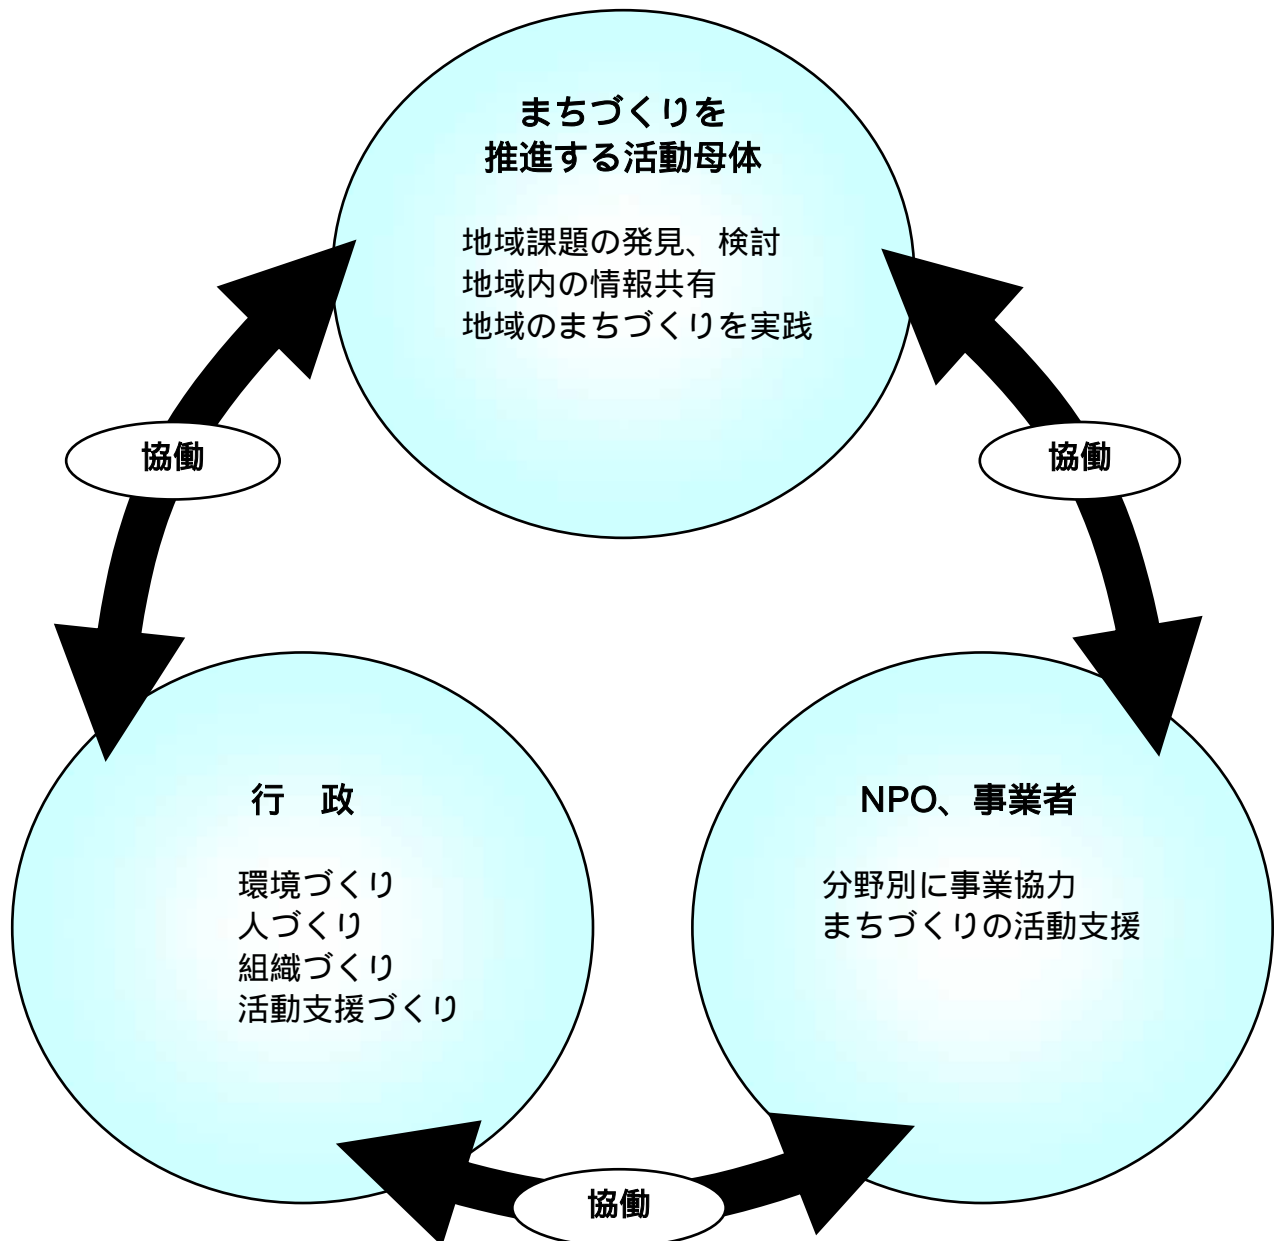 まちづくりを
推進する活動母体
地域課題の発見、検討
地域内の情報共有
地域のまちづくりを実践
協働
協働
行　政
環境づくり
人づくり
組織づくり
活動支援づくり
NPO、事業者
分野別に事業協力
まちづくりの活動支援
協働